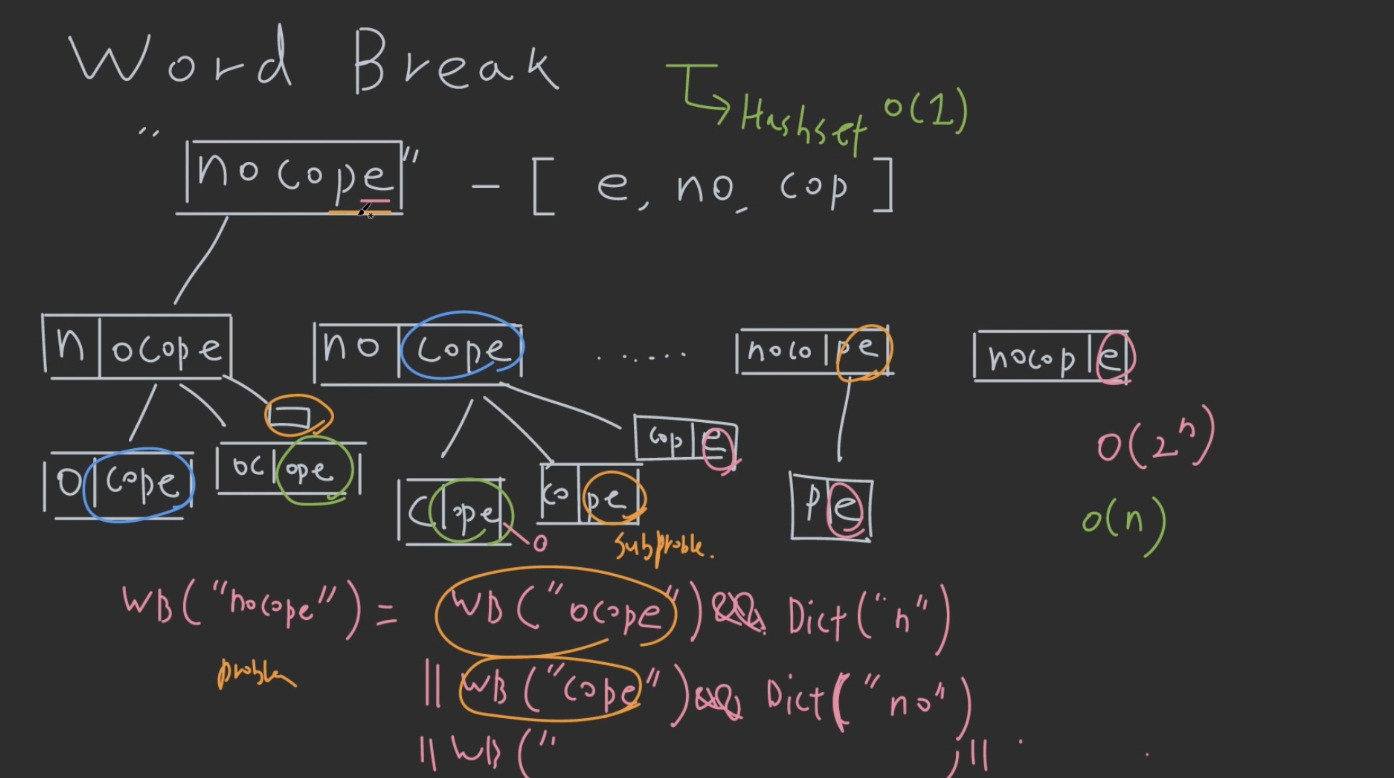 Word Break
T → Hashset O(1)
"nocope" - [ e, no, cop ]
n | ocope
no | cope
......
noco | pe
nocop | e
o | cope
oc | ope
c | ope
co | pe
cop | e
p | e
O
subproble.
O(2^n)
O(n)
WB("nocope") = WB("ocope") && Dict("n")
problem
|| WB("cope") && Dict("no")
|| WB(" ) ||